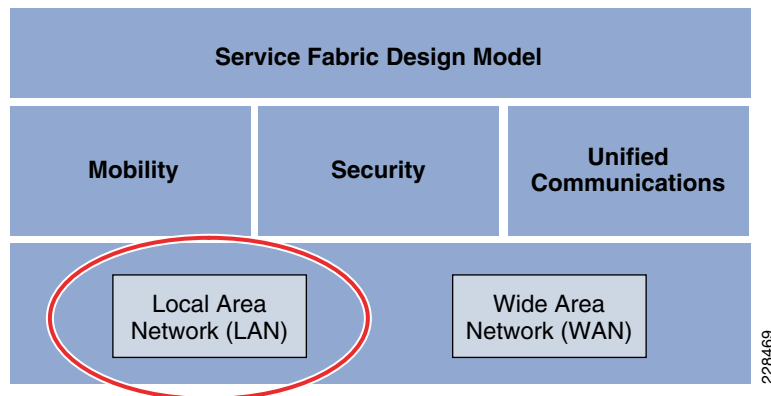 Service Fabric Design Model
Mobility
Security
Unified
Communications
Local Area
Network (LAN)
Wide Area
Network (WAN)
228469